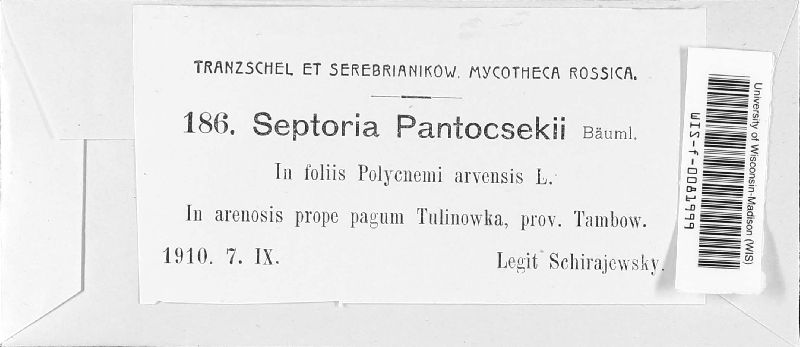 TRANZSCHEL ET SEREBRIANIKOW. MYCOTHECA ROSSICA.
186. Septoria Pantocsekii Bäuml.
In foliis Polycnemi arvensis L.
In arenosis prope pagum Tulinowka, prov. Tambow.
1910. 7. IX. Legit Schirajewsky.
University of Wisconsin-Madison (WIS)
WIS-f-0081999